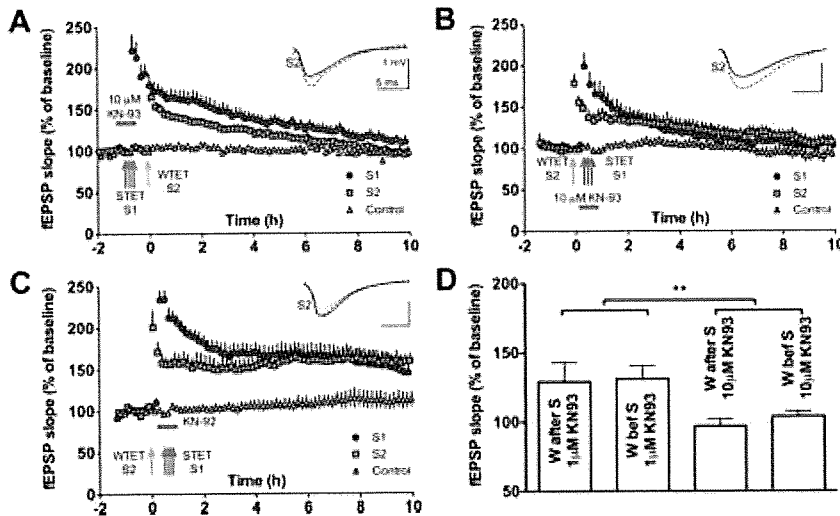 A
fEPSP slope (% of baseline)
250
200
150
100
50
-2
0
2
4
6
8
10
Time (h)
10 µM
KN-93
STET
S1
WTET
S2
S2
1 mV
5 ms
S1
S2
Control
B
fEPSP slope (% of baseline)
250
200
150
100
50
-2
0
2
4
6
8
10
Time (h)
WTET
S2
STET
S1
10 µM KN-93
S2
S1
S2
Control
C
fEPSP slope (% of baseline)
250
200
150
100
50
-2
0
2
4
6
8
10
Time (h)
KN-92
WTET
S2
STET
S1
S2
S1
S2
Control
D
fEPSP slope (% of baseline)
200
150
100
50
**
W after S
1µM KN93
W bef S
1µM KN93
W after S
10µM KN93
W bef S
10µM KN93